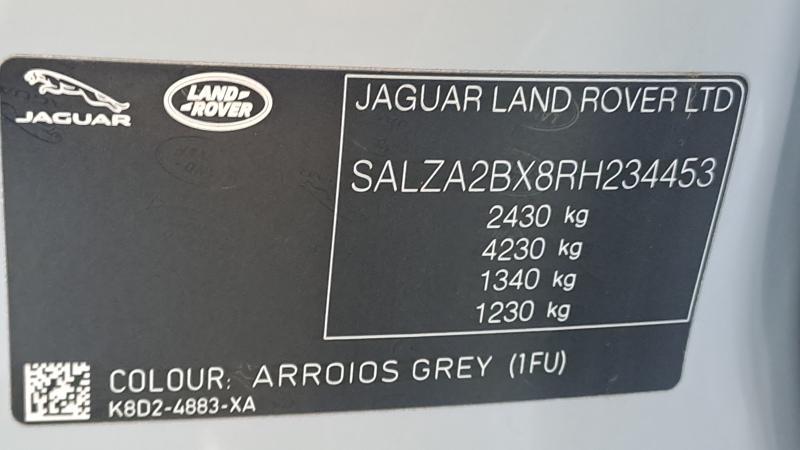 JAGUAR
LAND-
-ROVER
JAGUAR LAND ROVER LTD
SALZA2BX8RH234453
2430 kg
4230 kg
1340 kg
1230 kg
COLOUR: ARROIOS GREY (1FU)
K8D2-4883-XA